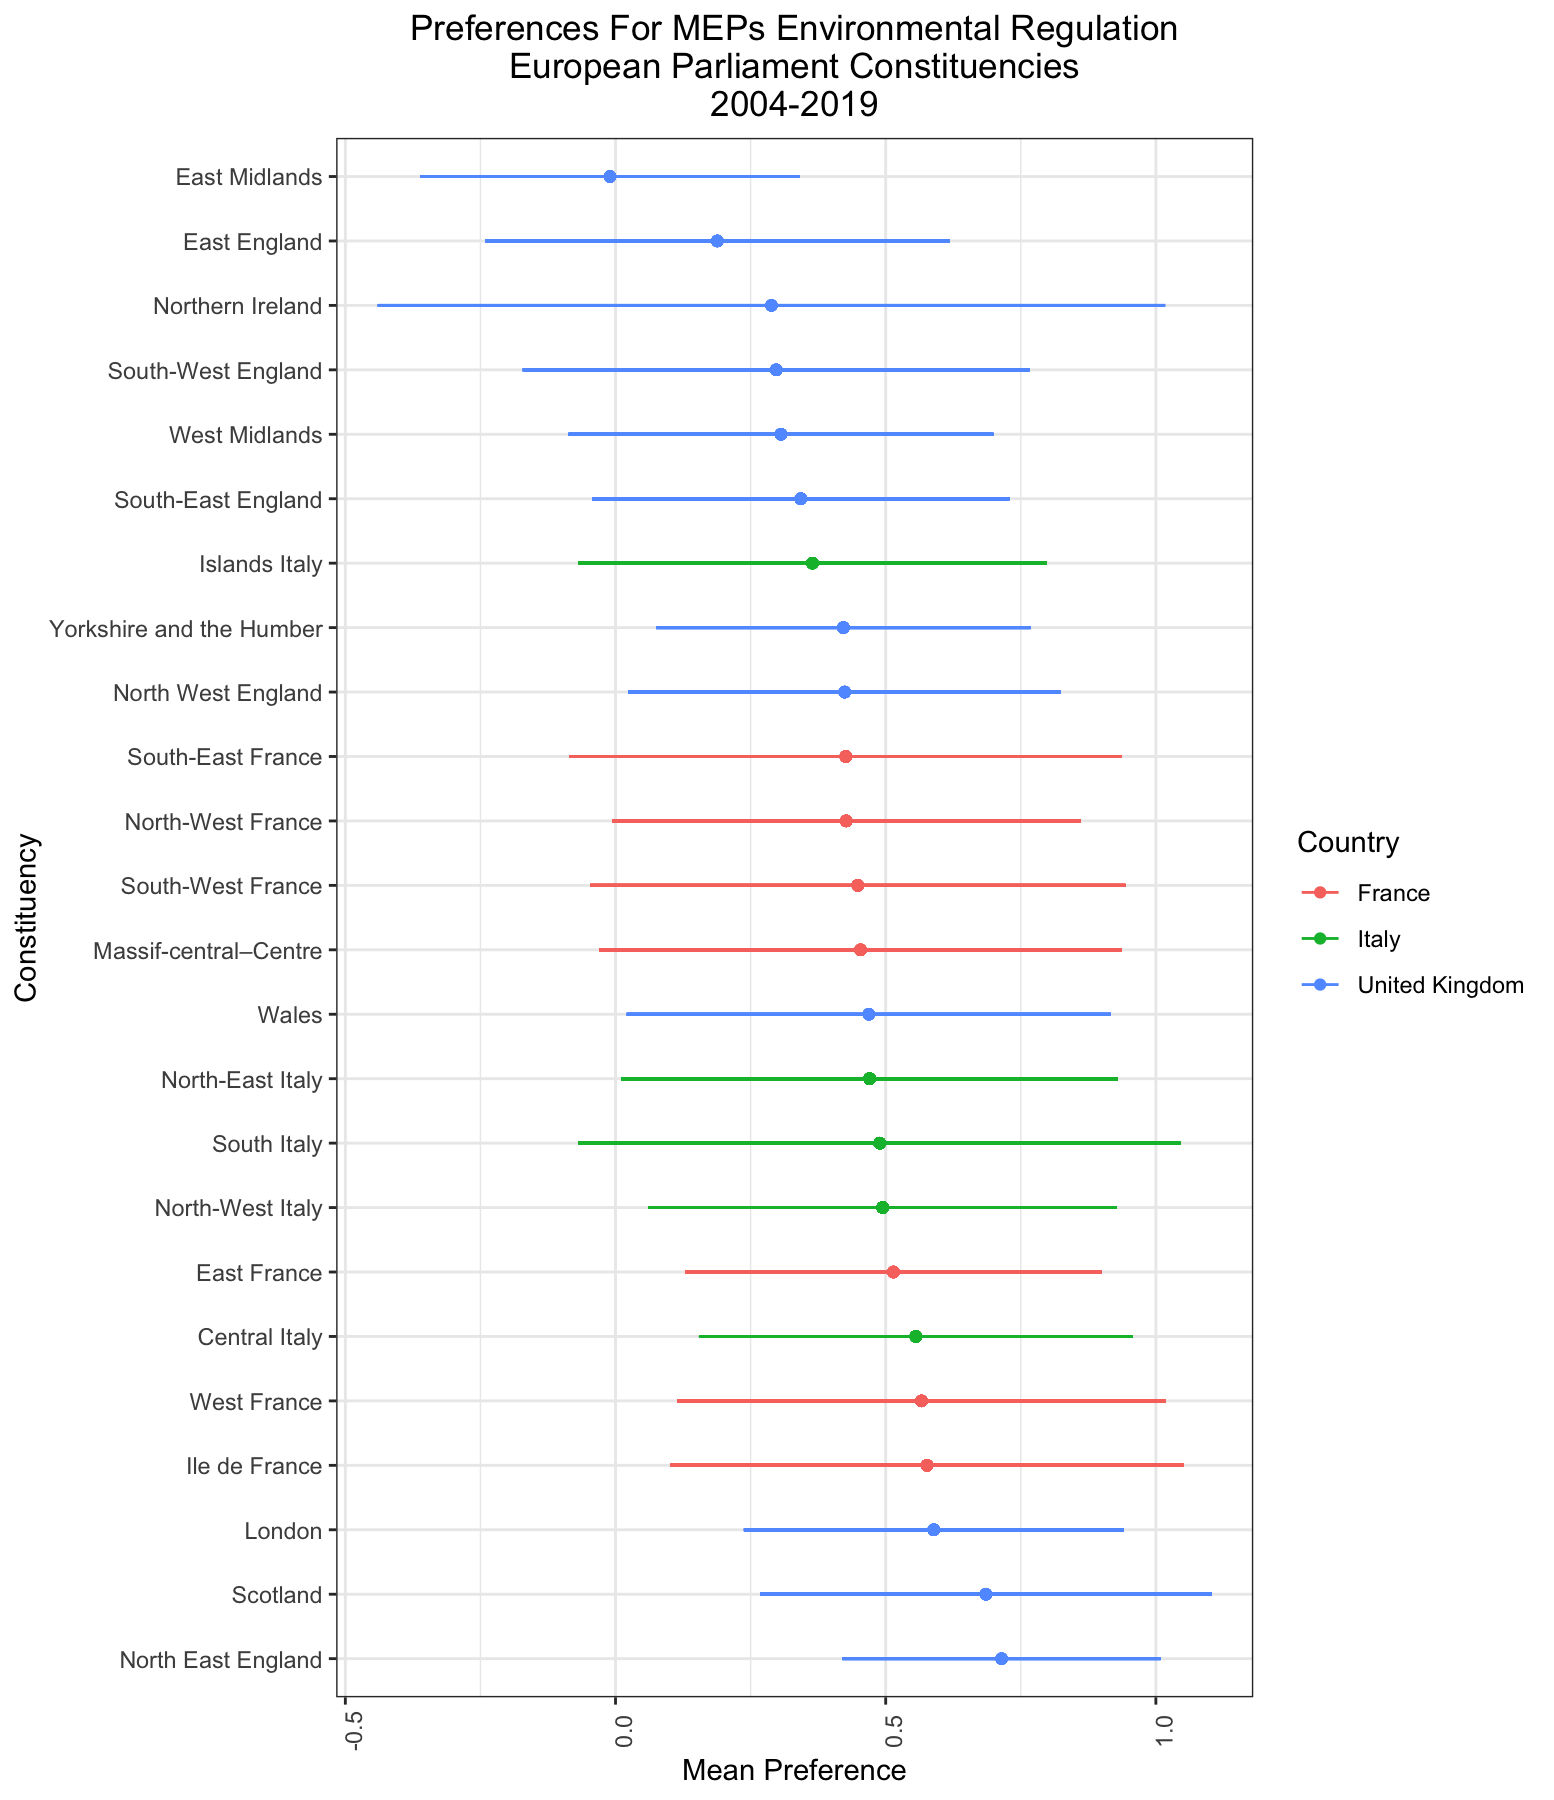 Preferences For MEPs Environmental Regulation
European Parliament Constituencies
2004-2019
East Midlands
East England
Northern Ireland
South-West England
West Midlands
South-East England
Islands Italy
Yorkshire and the Humber
North West England
South-East France
North-West France
South-West France
Massif-central–Centre
Wales
North-East Italy
South Italy
North-West Italy
East France
Central Italy
West France
Ile de France
London
Scotland
North East England
Constituency
-0.5
0.0
0.5
1.0
Mean Preference
Country
France
Italy
United Kingdom